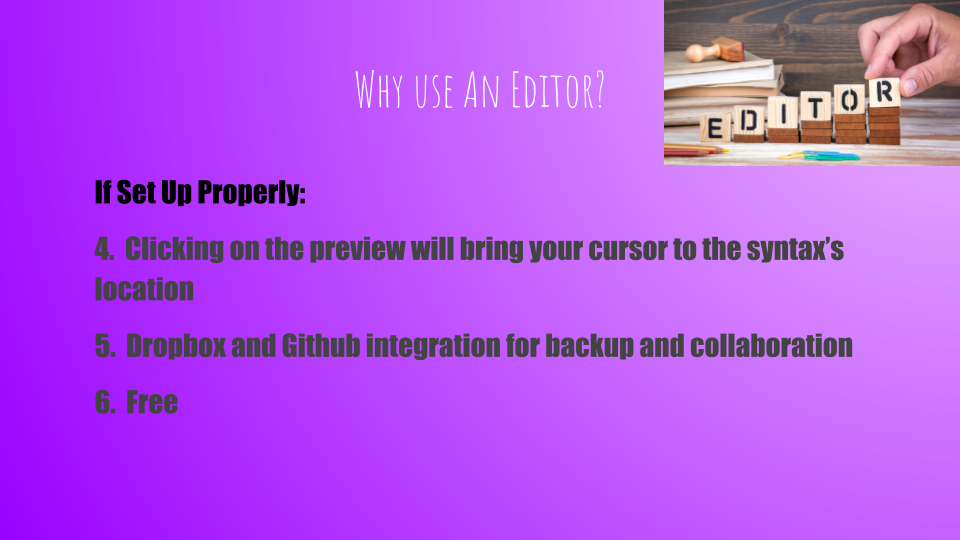 Why use An Editor?
EDITOR
If Set Up Properly:
4. Clicking on the preview will bring your cursor to the syntax’s
location
5. Dropbox and Github integration for backup and collaboration
6. Free